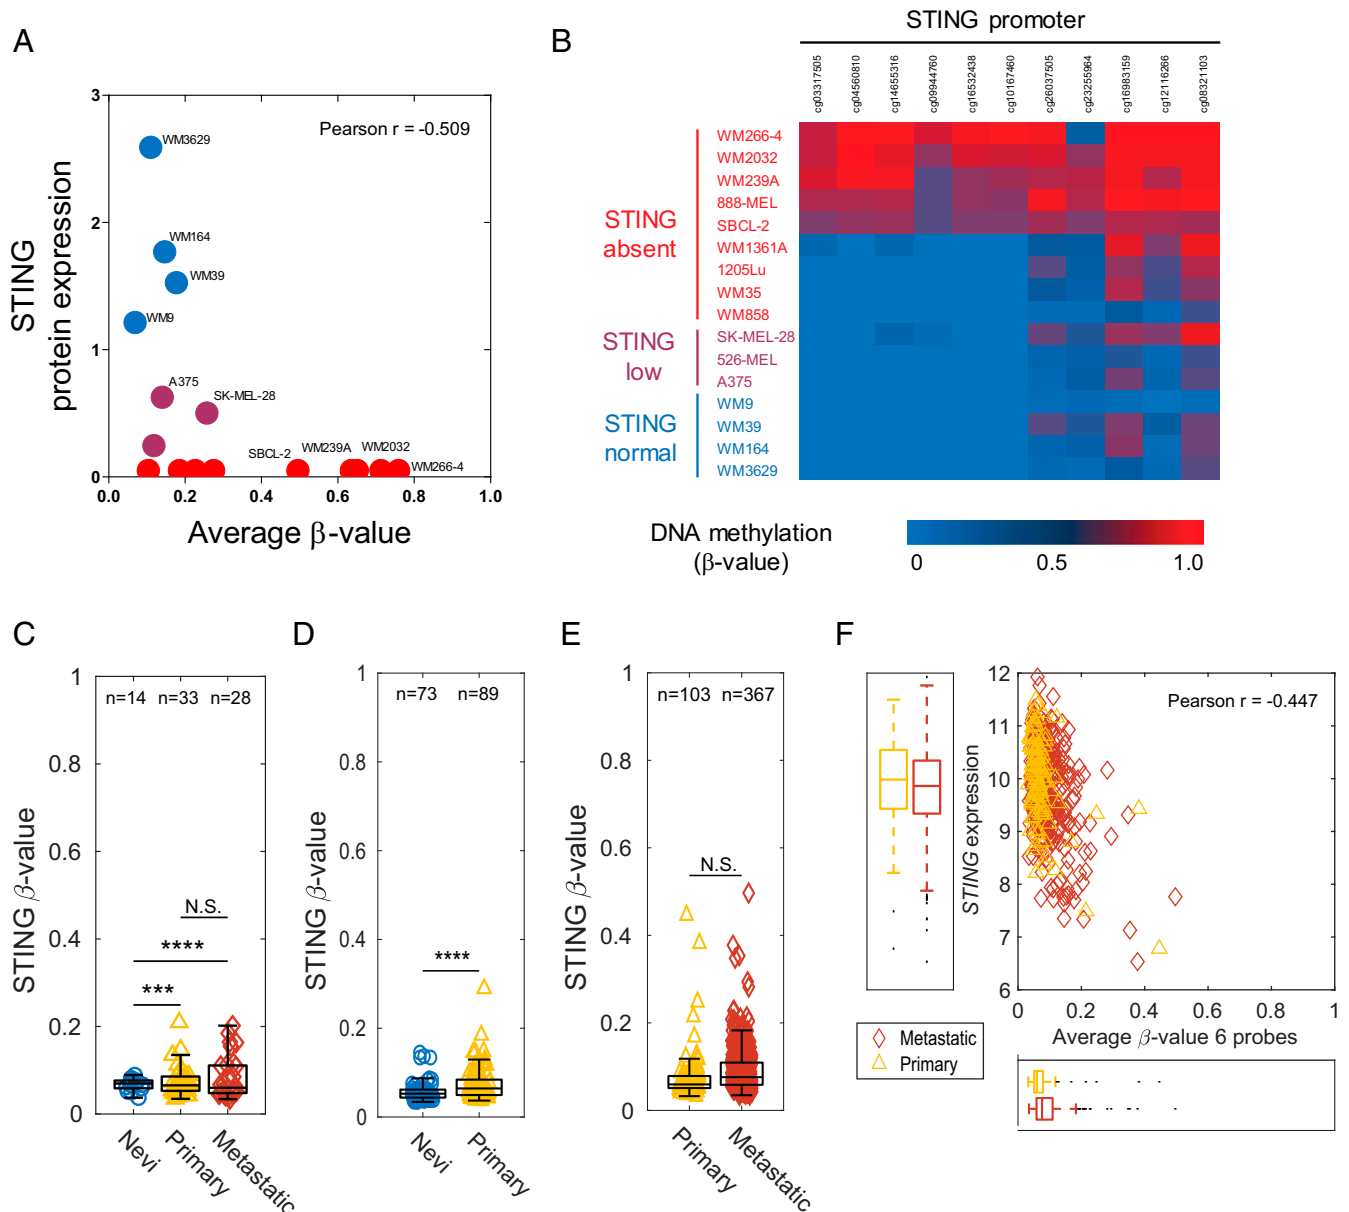 A
3
2
1
0
STING
protein expression
Pearson r = -0.509
WM3629
WM164
WM39
WM9
A375
SK-MEL-28
SBCL-2
WM239A
WM2032
WM266-4
0.0
0.2
0.4
0.6
0.8
1.0
Average β-value
B
STING promoter
cg03317505
cg04560810
cg14655316
cg09944760
cg16532438
cg10167460
cg26037505
cg23255964
cg16983159
cg12116266
cg08321103
STING
absent
WM266-4
WM2032
WM239A
888-MEL
SBCL-2
WM1361A
1205Lu
WM35
WM858
STING
low
SK-MEL-28
526-MEL
A375
STING
normal
WM9
WM39
WM164
WM3629
DNA methylation
(β-value)
0
0.5
1.0
C
STING β-value
1
0.8
0.6
0.4
0.2
0
n=14 n=33 n=28
N.S.
****
***
Nevi
Primary
Metastatic
D
STING β-value
1
0.8
0.6
0.4
0.2
0
n=73 n=89
****
Nevi
Primary
E
STING β-value
1
0.8
0.6
0.4
0.2
0
n=103 n=367
N.S.
Primary
Metastatic
F
STING expression
12
11
10
9
8
7
6
Pearson r = -0.447
0
0.2
0.4
0.6
0.8
1
Average β-value 6 probes
Metastatic
Primary